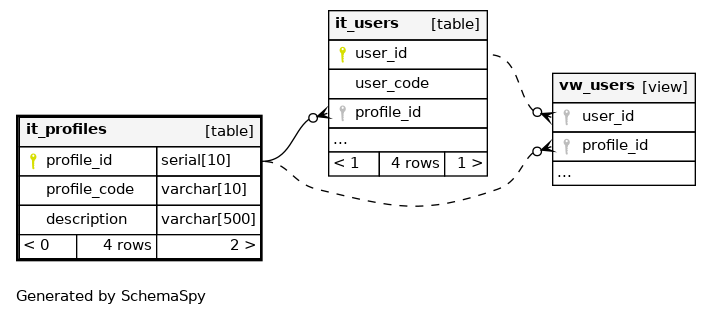 it_users [table]
user_id
user_code
profile_id
...
< 1 4 rows 1 >
vw_users [view]
user_id
profile_id
...
it_profiles [table]
profile_id serial[10]
profile_code varchar[10]
description varchar[500]
< 0 4 rows 2 >
Generated by SchemaSpy